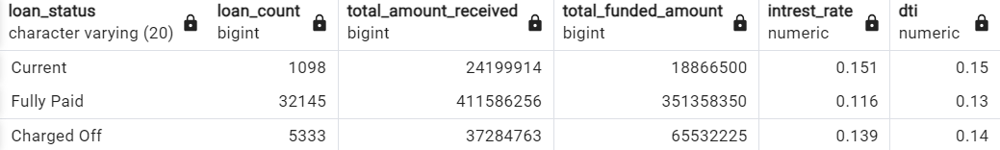 loan_status loan_count total_amount_received total_funded_amount intrest_rate dti
character varying (20) bigint bigint bigint numeric numeric
Current 1098 24199914 18866500 0.151 0.15
Fully Paid 32145 411586256 351358350 0.116 0.13
Charged Off 5333 37284763 65532225 0.139 0.14